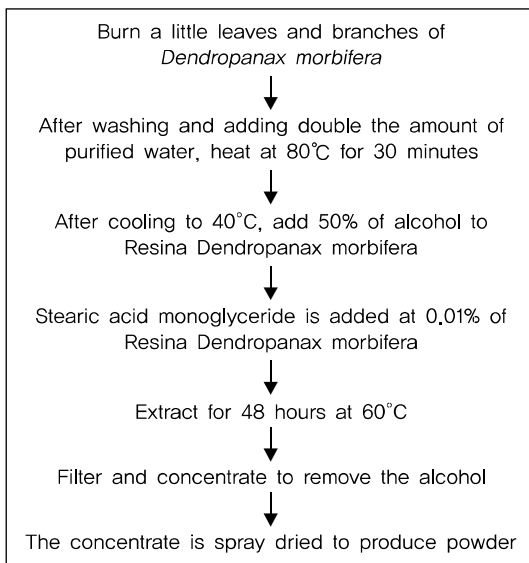 Burn a little leaves and branches of
Dendropanax morbifera
After washing and adding double the amount of
purified water, heat at 80℃ for 30 minutes
After cooling to 40°C, add 50% of alcohol to
Resina Dendropanax morbifera
Stearic acid monoglyceride is added at 0.01% of
Resina Dendropanax morbifera
Extract for 48 hours at 60°C
Filter and concentrate to remove the alcohol
The concentrate is spray dried to produce powder